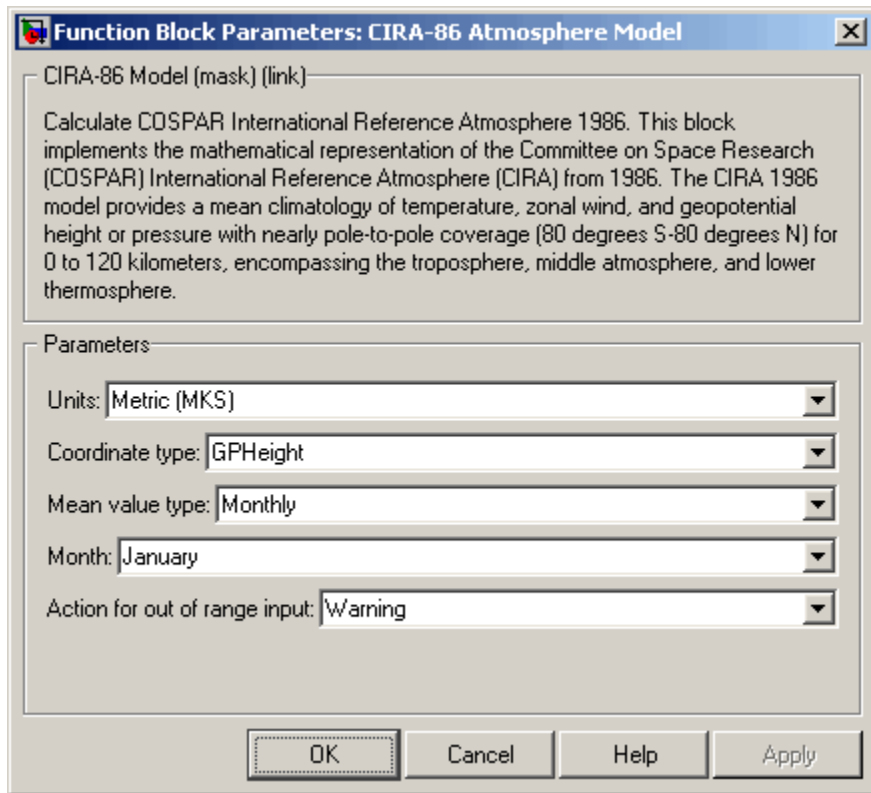 Function Block Parameters: CIRA-86 Atmosphere Model
CIRA-86 Model (mask) (link)
Calculate COSPAR International Reference Atmosphere 1986. This block
implements the mathematical representation of the Committee on Space Research
(COSPAR) International Reference Atmosphere (CIRA) from 1986. The CIRA 1986
model provides a mean climatology of temperature, zonal wind, and geopotential
height or pressure with nearly pole-to-pole coverage (80 degrees S-80 degrees N) for
0 to 120 kilometers, encompassing the troposphere, middle atmosphere, and lower
thermosphere.
Parameters
Units: Metric (MKS)
Coordinate type: GPHeight
Mean value type: Monthly
Month: January
Action for out of range input: Warning
OK Cancel Help Apply